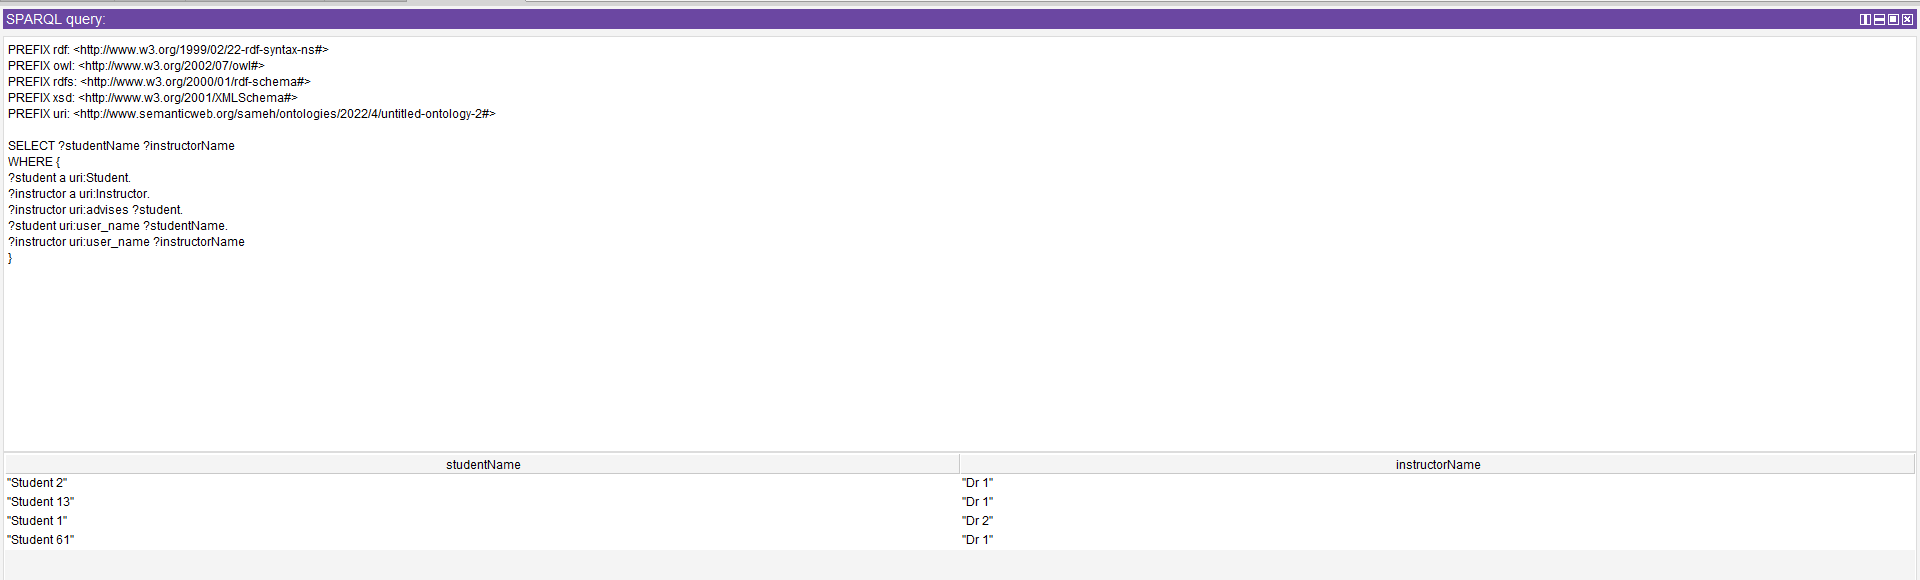 SPARQL query:
PREFIX rdf: <http://www.w3.org/1999/02/22-rdf-syntax-ns#>
PREFIX owl: <http://www.w3.org/2002/07/owl#>
PREFIX rdfs: <http://www.w3.org/2000/01/rdf-schema#>
PREFIX xsd: <http://www.w3.org/2001/XMLSchema#>
PREFIX uri: <http://www.semanticweb.org/sameh/ontologies/2022/4/untitled-ontology-2#>
SELECT ?studentName ?instructorName
WHERE {
?student a uri:Student.
?instructor a uri:Instructor.
?instructor uri:advises ?student.
?student uri:user_name ?studentName.
?instructor uri:user_name ?instructorName
}
studentName instructorName
"Student 2" "Dr 1"
"Student 13" "Dr 1"
"Student 1" "Dr 2"
"Student 61" "Dr 1"